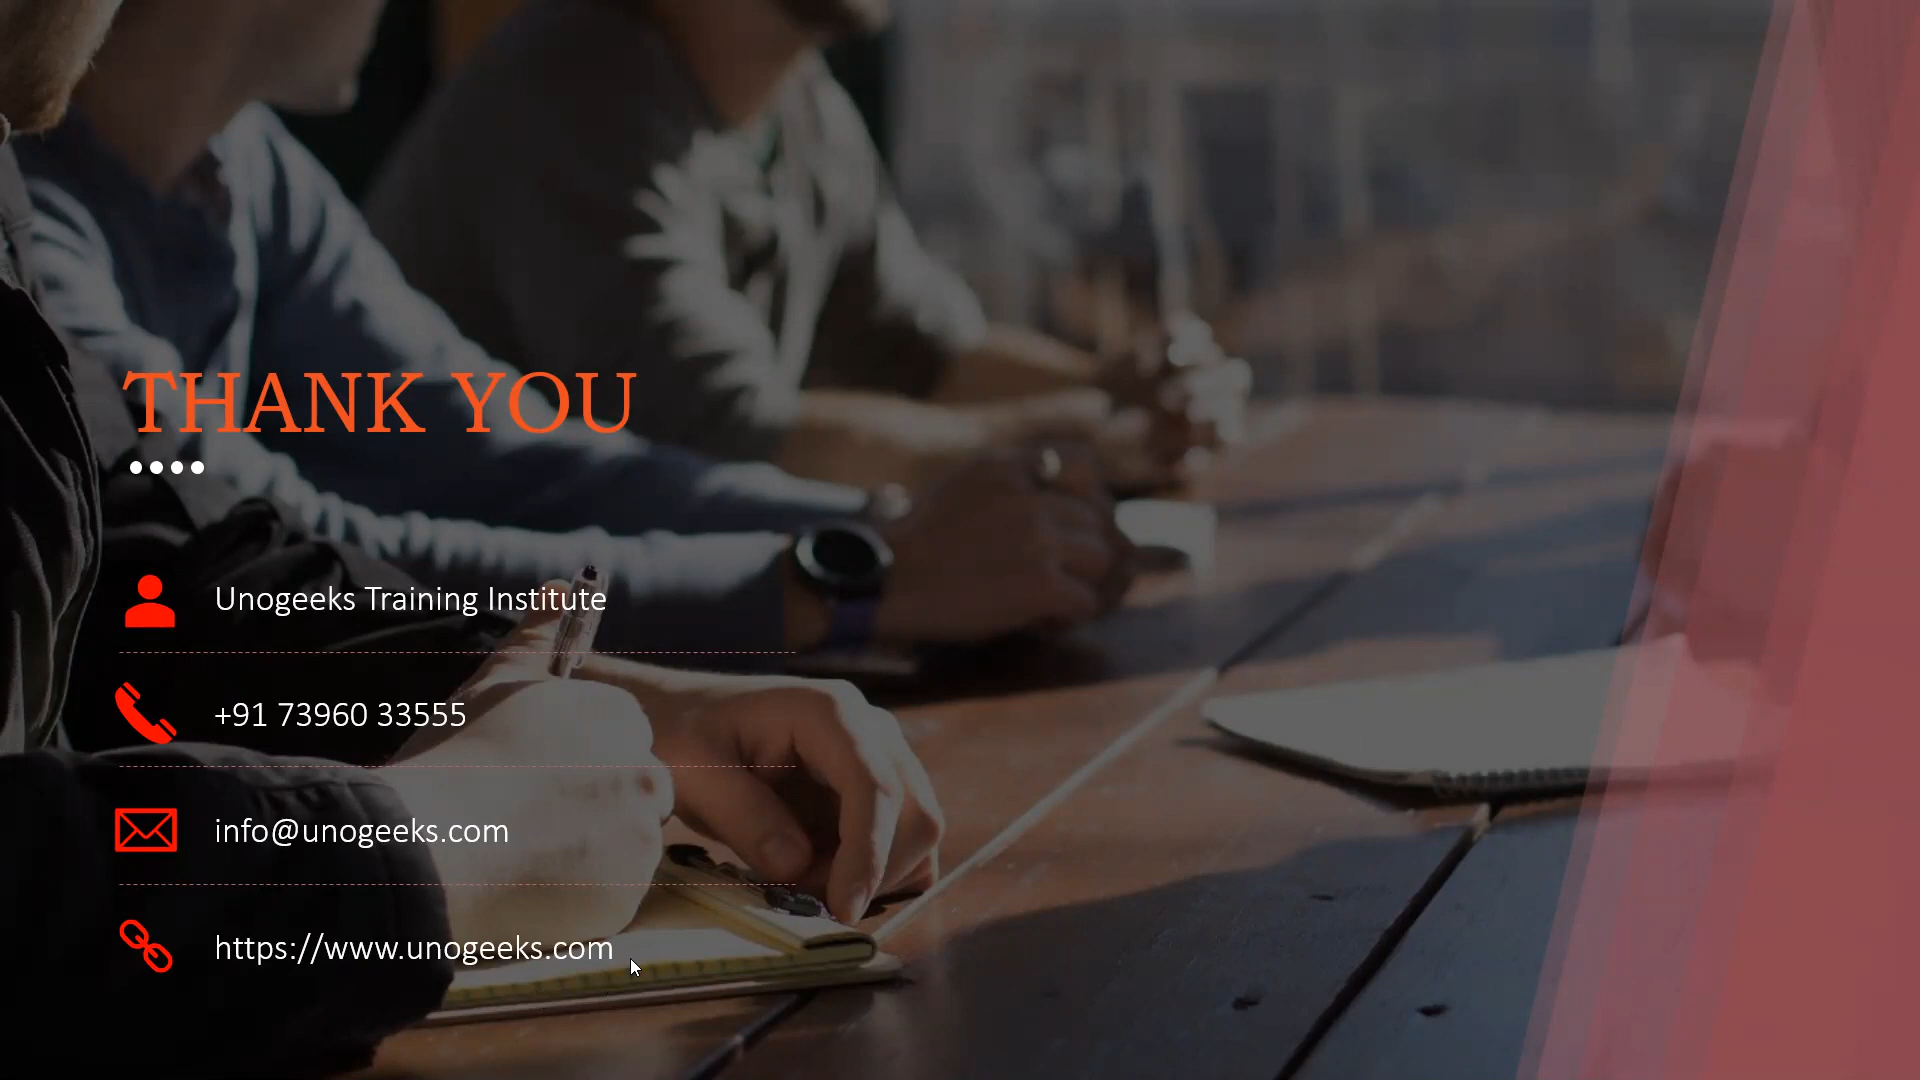 THANK YOU
Unogeeks Training Institute
+91 73960 33555
info@unogeeks.com
https://www.unogeeks.com